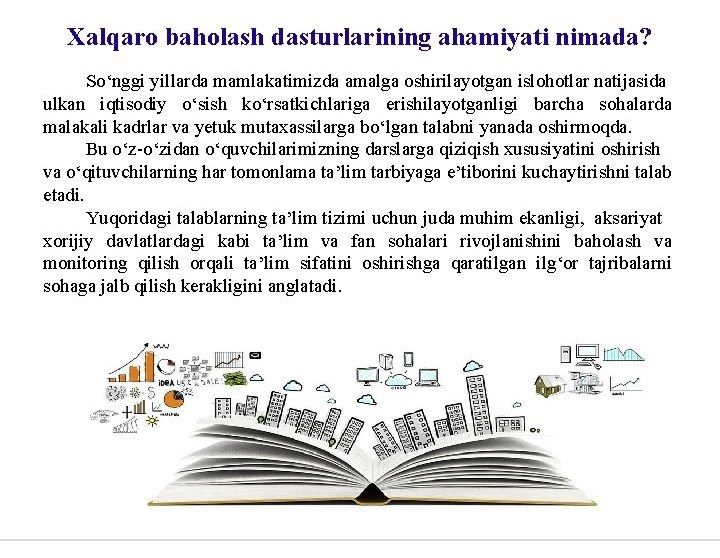 Xalqaro baholash dasturlarining ahamiyati nimada?
So‘nggi yillarda mamlakatimizda amalga oshirilayotgan islohotlar natijasida
ulkan iqtisodiy o‘sish ko‘rsatkichlariga erishilayotganligi barcha sohalarda
malakali kadrlar va yetuk mutaxassilarga bo‘lgan talabni yanada oshirmoqda.
Bu o‘z-o‘zidan o‘quvchilarimizning darslarga qiziqish xususiyatini oshirish
va o‘qituvchilarning har tomonlama ta’lim tarbiyaga e’tiborini kuchaytirishni talab
etadi.
Yuqoridagi talablarning ta’lim tizimi uchun juda muhim ekanligi, aksariyat
xorijiy davlatlardagi kabi ta’lim va fan sohalari rivojlanishini baholash va
monitoring qilish orqali ta’lim sifatini oshirishga qaratilgan ilg‘or tajribalarni
sohaga jalb qilish kerakligini anglatadi.
iDEA